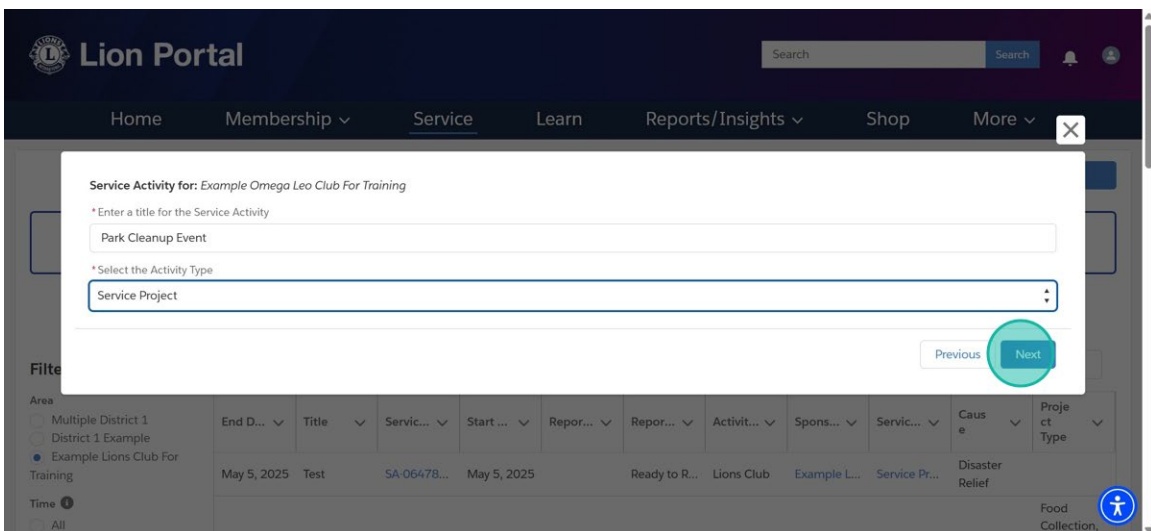 LIONS
Lion Portal
Search
Search
Home Membership Service Learn Reports/Insights Shop More
Service Activity for: Example Omega Leo Club For Training
* Enter a title for the Service Activity
Park Cleanup Event
* Select the Activity Type
Service Project
Previous Next
Filte
Area
Multiple District 1
District 1 Example
Example Lions Club For
Training
Time
All
End D... Title Servic... Start ... Repor... Repor... Activit... Spons... Servic... Caus
e Proje
ct
Type
May 5, 2025 Test SA-06478... May 5, 2025 Ready to R... Lions Club Example L... Service Pr... Disaster
Relief
Food
Collection,